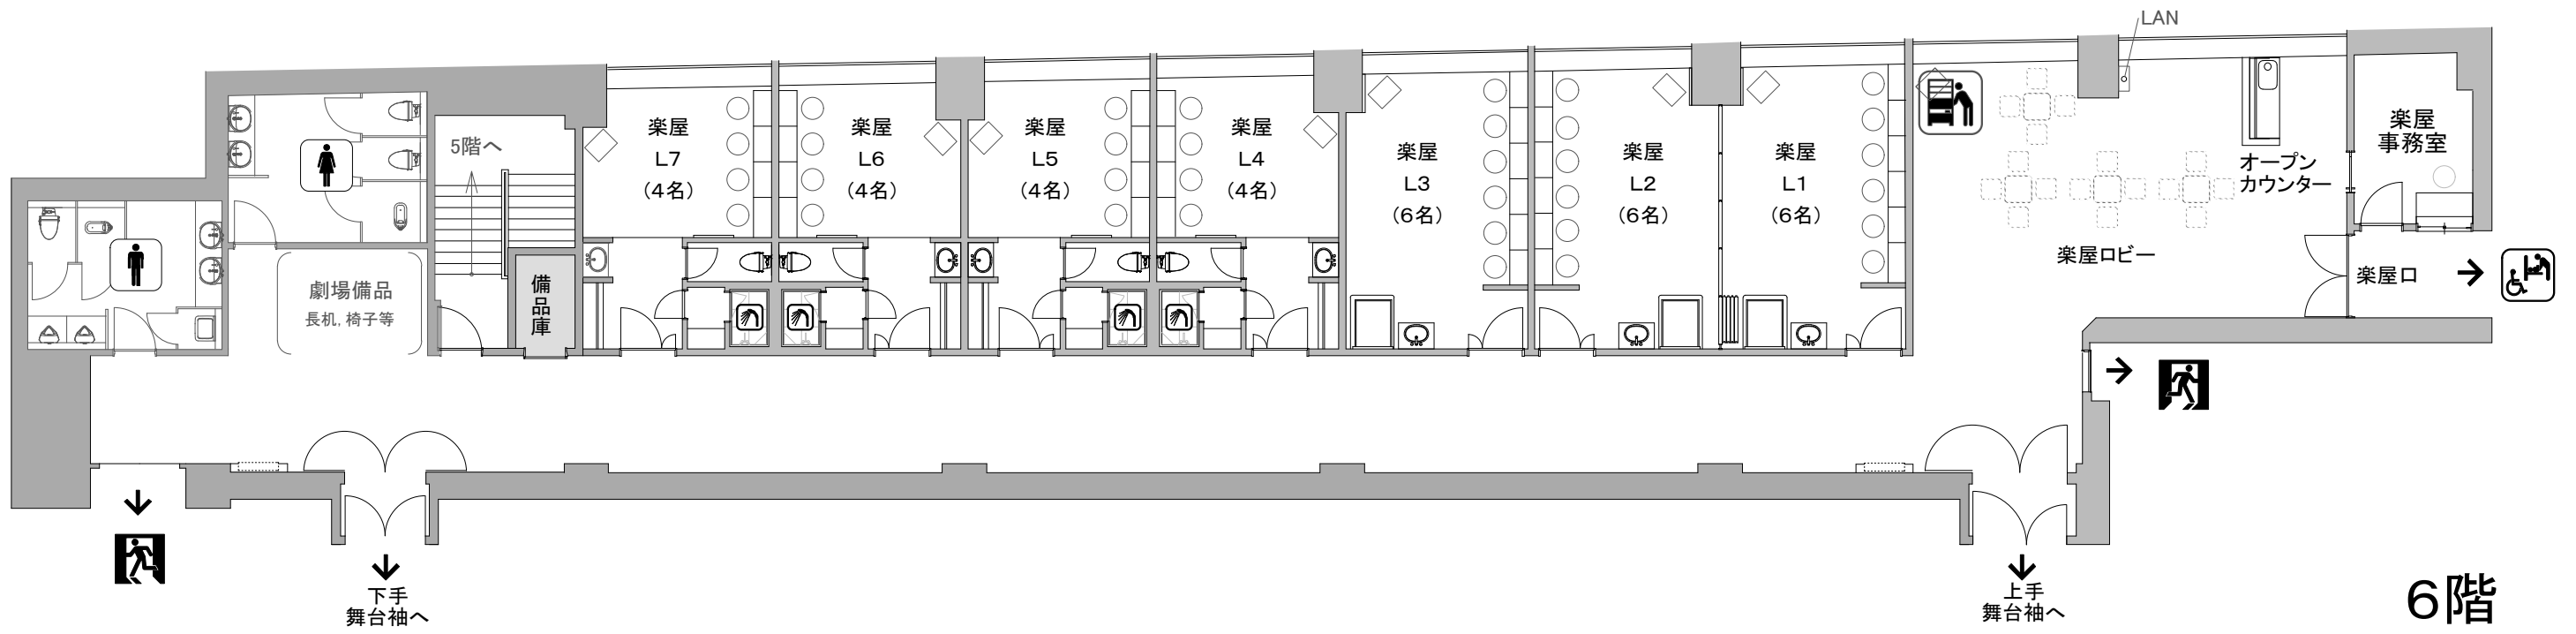 LAN
5階へ
楽屋
L7
（4名）
楽屋
L6
（4名）
楽屋
L5
（4名）
楽屋
L4
（4名）
楽屋
L3
（6名）
楽屋
L2
（6名）
楽屋
L1
（6名）
オープン
カウンター
楽屋
事務室
楽屋ロビー
楽屋口
劇場備品
長机, 椅子等
備
品
庫
下手
舞台袖へ
上手
舞台袖へ
6階